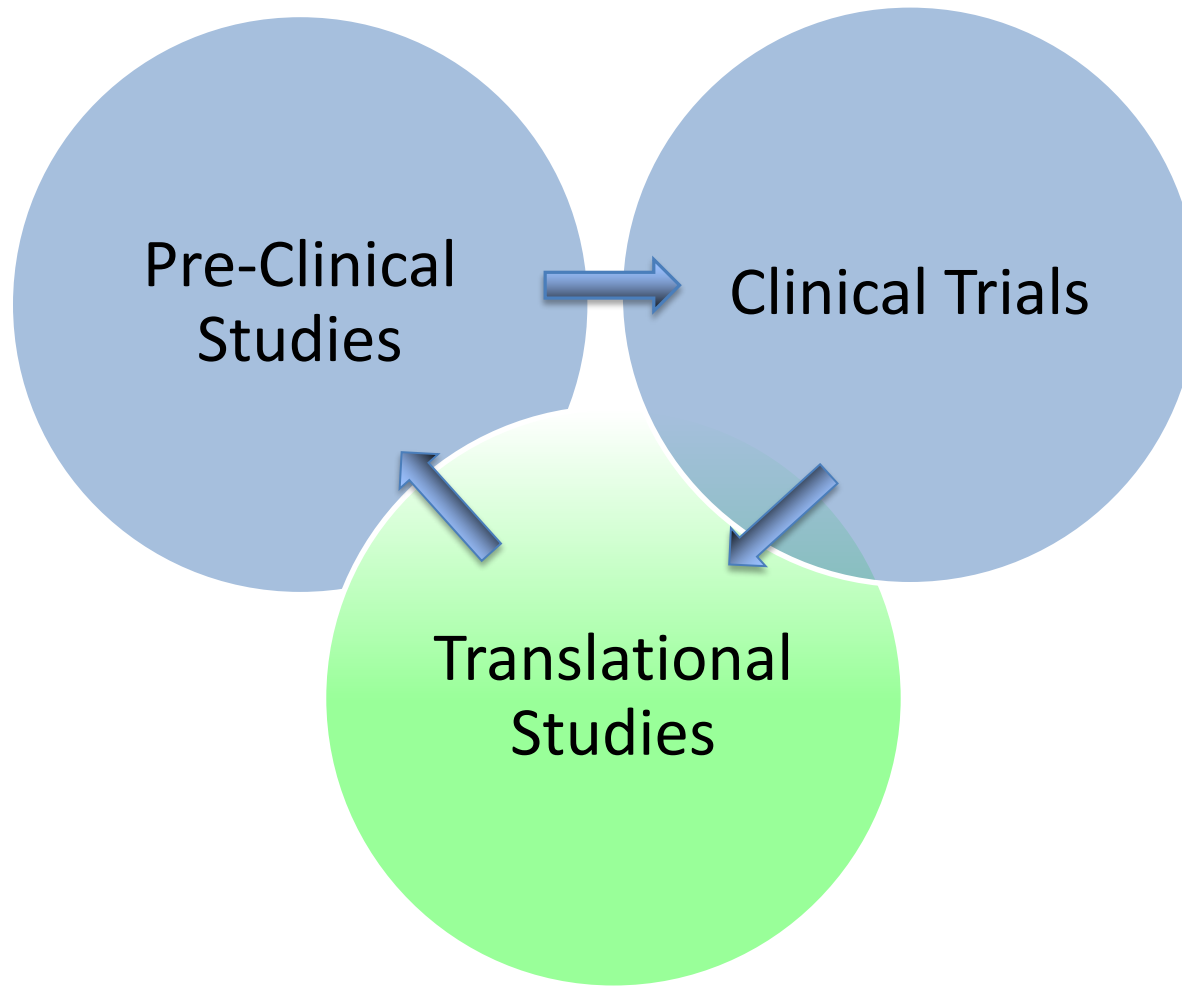 Pre-Clinical
Studies
Clinical Trials
Translational
Studies